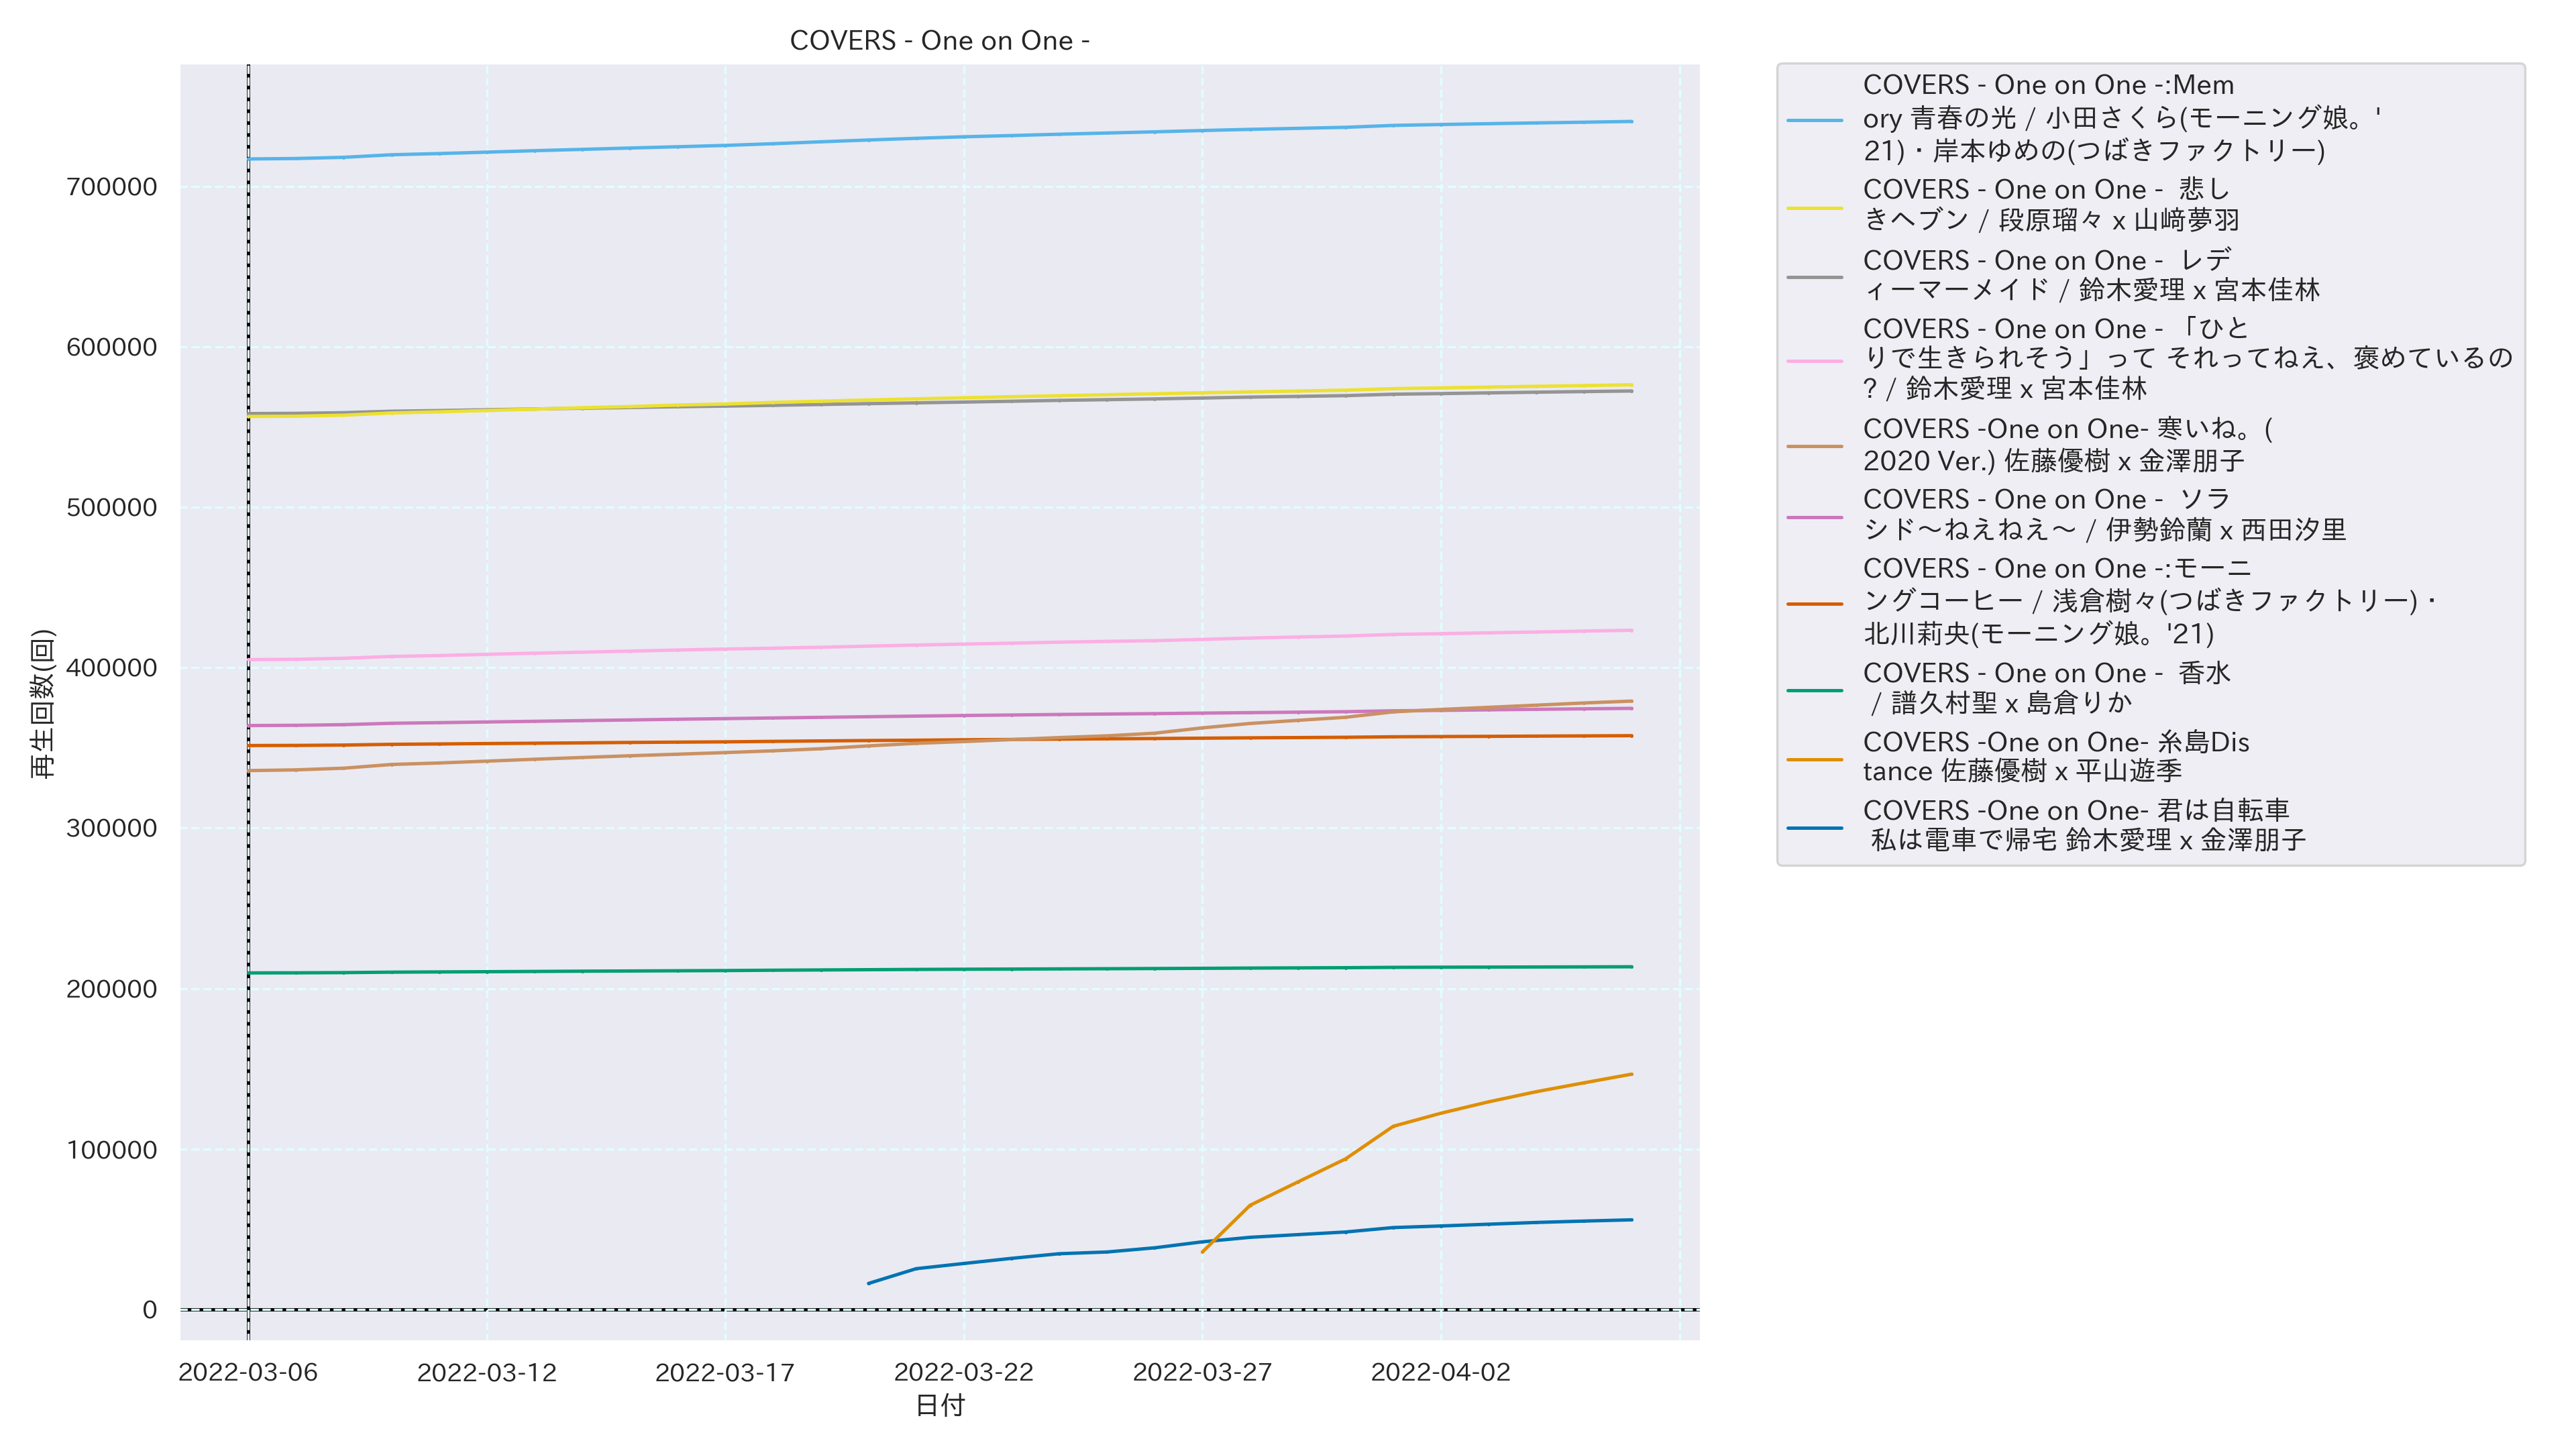 COVERS - One on One -
再生回数(回)
700000
600000
500000
400000
300000
200000
100000
0
2022-03-06
2022-03-12
2022-03-17
2022-03-22
2022-03-27
2022-04-02
日付
COVERS - One on One -:Mem
ory 青春の光 / 小田さくら(モーニング娘。'
21)・岸本ゆめの(つばきファクトリー)
COVERS - One on One -  悲し
きヘブン / 段原瑠々 x 山﨑夢羽
COVERS - One on One -  レデ
ィーマーメイド / 鈴木愛理 x 宮本佳林
COVERS - One on One - 「ひと
りで生きられそう」って それってねえ、褒めているの
? / 鈴木愛理 x 宮本佳林
COVERS -One on One- 寒いね。(
2020 Ver.) 佐藤優樹 x 金澤朋子
COVERS - One on One -  ソラ
シド〜ねえねえ〜 / 伊勢鈴蘭 x 西田汐里
COVERS - One on One -:モーニ
ングコーヒー / 浅倉樹々(つばきファクトリー)・
北川莉央(モーニング娘。'21)
COVERS - One on One -  香水
 / 譜久村聖 x 島倉りか
COVERS -One on One- 糸島Dis
tance 佐藤優樹 x 平山遊季
COVERS -One on One- 君は自転車
 私は電車で帰宅 鈴木愛理 x 金澤朋子